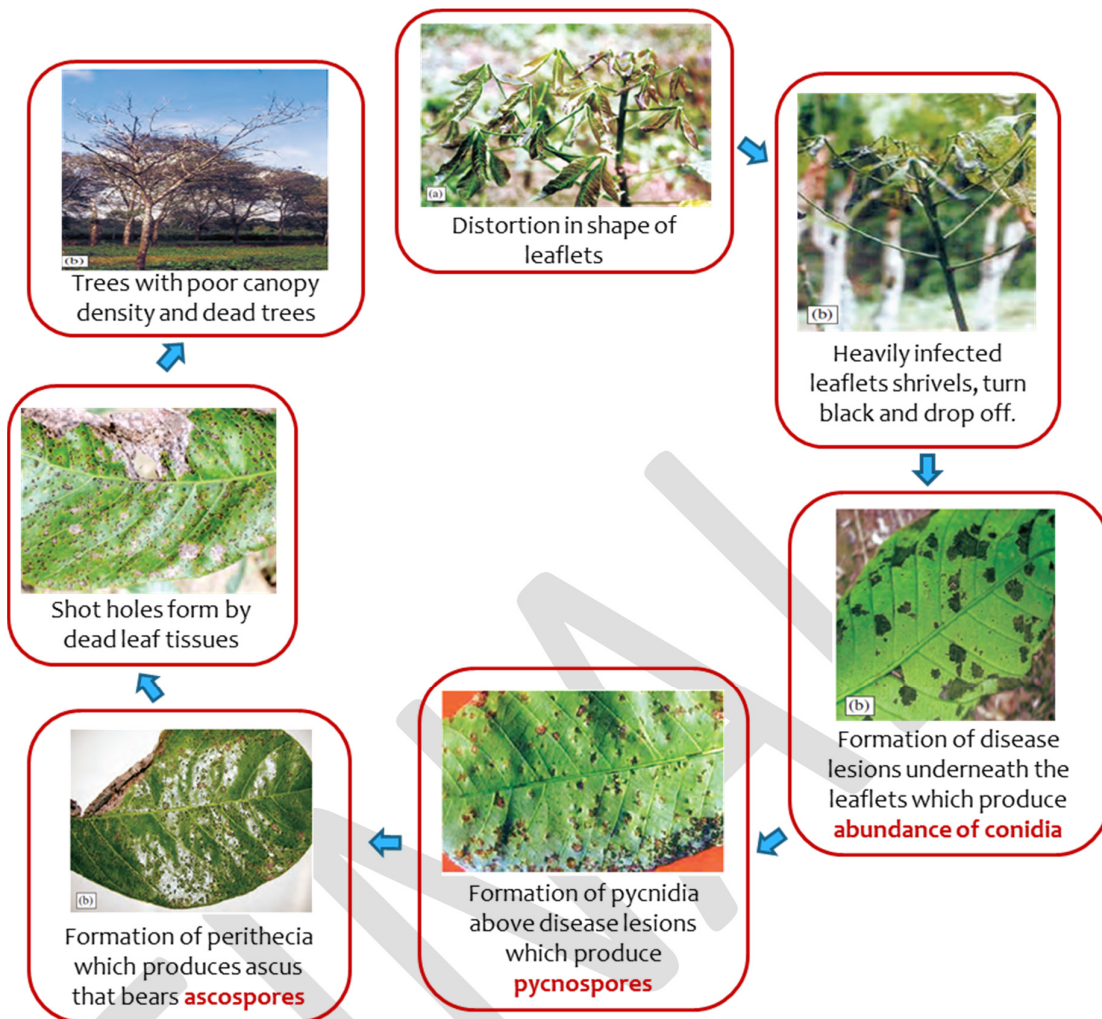 (a)
Distortion in shape of
leaflets
(b)
Heavily infected
leaflets shrivels, turn
black and drop off.
(b)
Formation of disease
lesions underneath the
leaflets which produce
abundance of conidia
Formation of pycnidia
above disease lesions
which produce
pycnospores
(b)
Formation of perithecia
which produces ascus
that bears ascospores
Shot holes form by
dead leaf tissues
(b)
Trees with poor canopy
density and dead trees